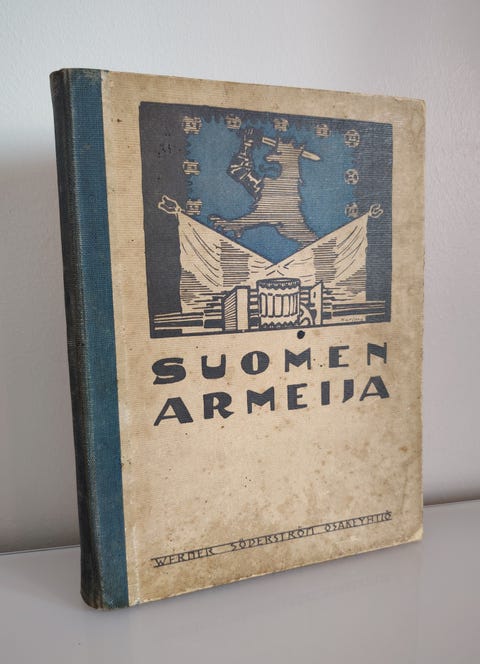 SUOMEN
ARMEIJA
WERNER SÖDERSTRÖM OSAKEYHTIÖ